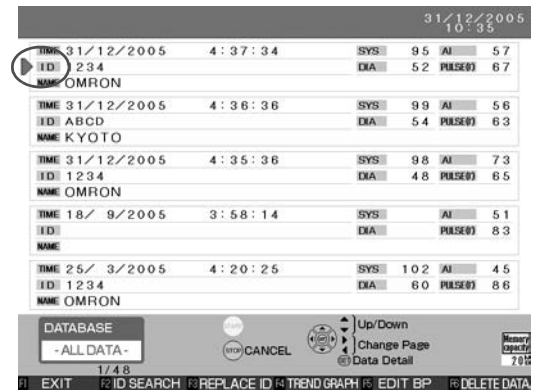 31/12/2005
10:35
TIME 31/12/2005 4:37:34 SYS 95 AI 57
ID 1234 DIA 52 PULSE(r) 67
NAME OMRON
TIME 31/12/2005 4:36:36 SYS 99 AI 56
ID ABCD DIA 54 PULSE(r) 63
NAME KYOTO
TIME 31/12/2005 4:35:36 SYS 98 AI 73
ID 1234 DIA 48 PULSE(r) 65
NAME OMRON
TIME 18/ 9/2005 3:58:14 SYS AI 51
ID DIA PULSE(r) 83
NAME
TIME 25/ 3/2005 4:20:25 SYS 102 AI 45
ID 1234 DIA 60 PULSE(r) 86
NAME OMRON
DATABASE
-ALL DATA-
1/48
START
STOP CANCEL
Up/Down
Change Page
SET Data Detail
Memory capacity
20%
F1 EXIT F2 ID SEARCH F3 REPLACE ID F4 TREND GRAPH F5 EDIT BP F6 DELETE DATA